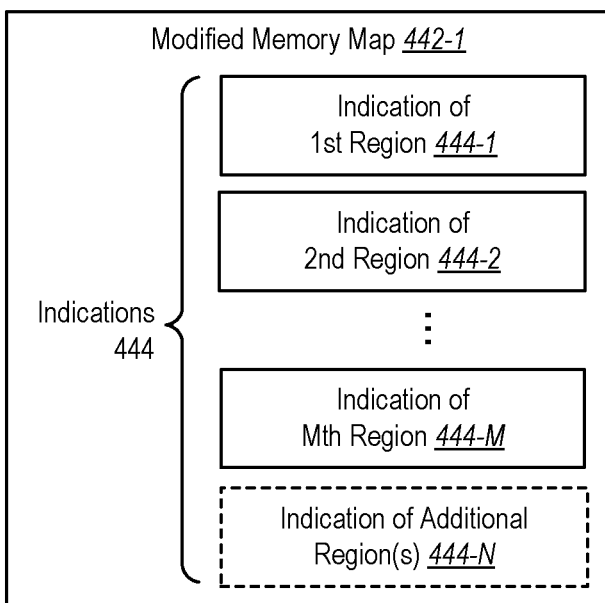 Modified Memory Map 442-1
Indication of
1st Region 444-1
Indication of
2nd Region 444-2
Indications
444
Indication of
Mth Region 444-M
Indication of Additional
Region(s) 444-N